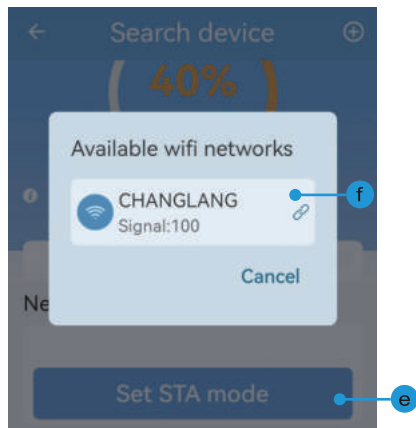 Search device
40%
Available wifi networks
CHANGLANG
f
Signal:100
Cancel
Ne
Set STA mode
e